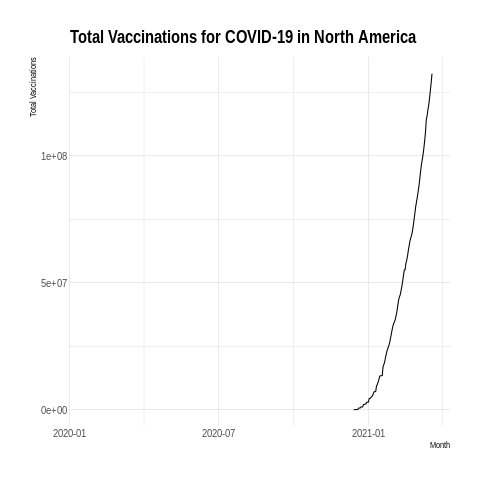 Total Vaccinations for COVID-19 in North America
Total Vaccinations
1e+08
5e+07
0e+00
2020-01 2020-07 2021-01
Month